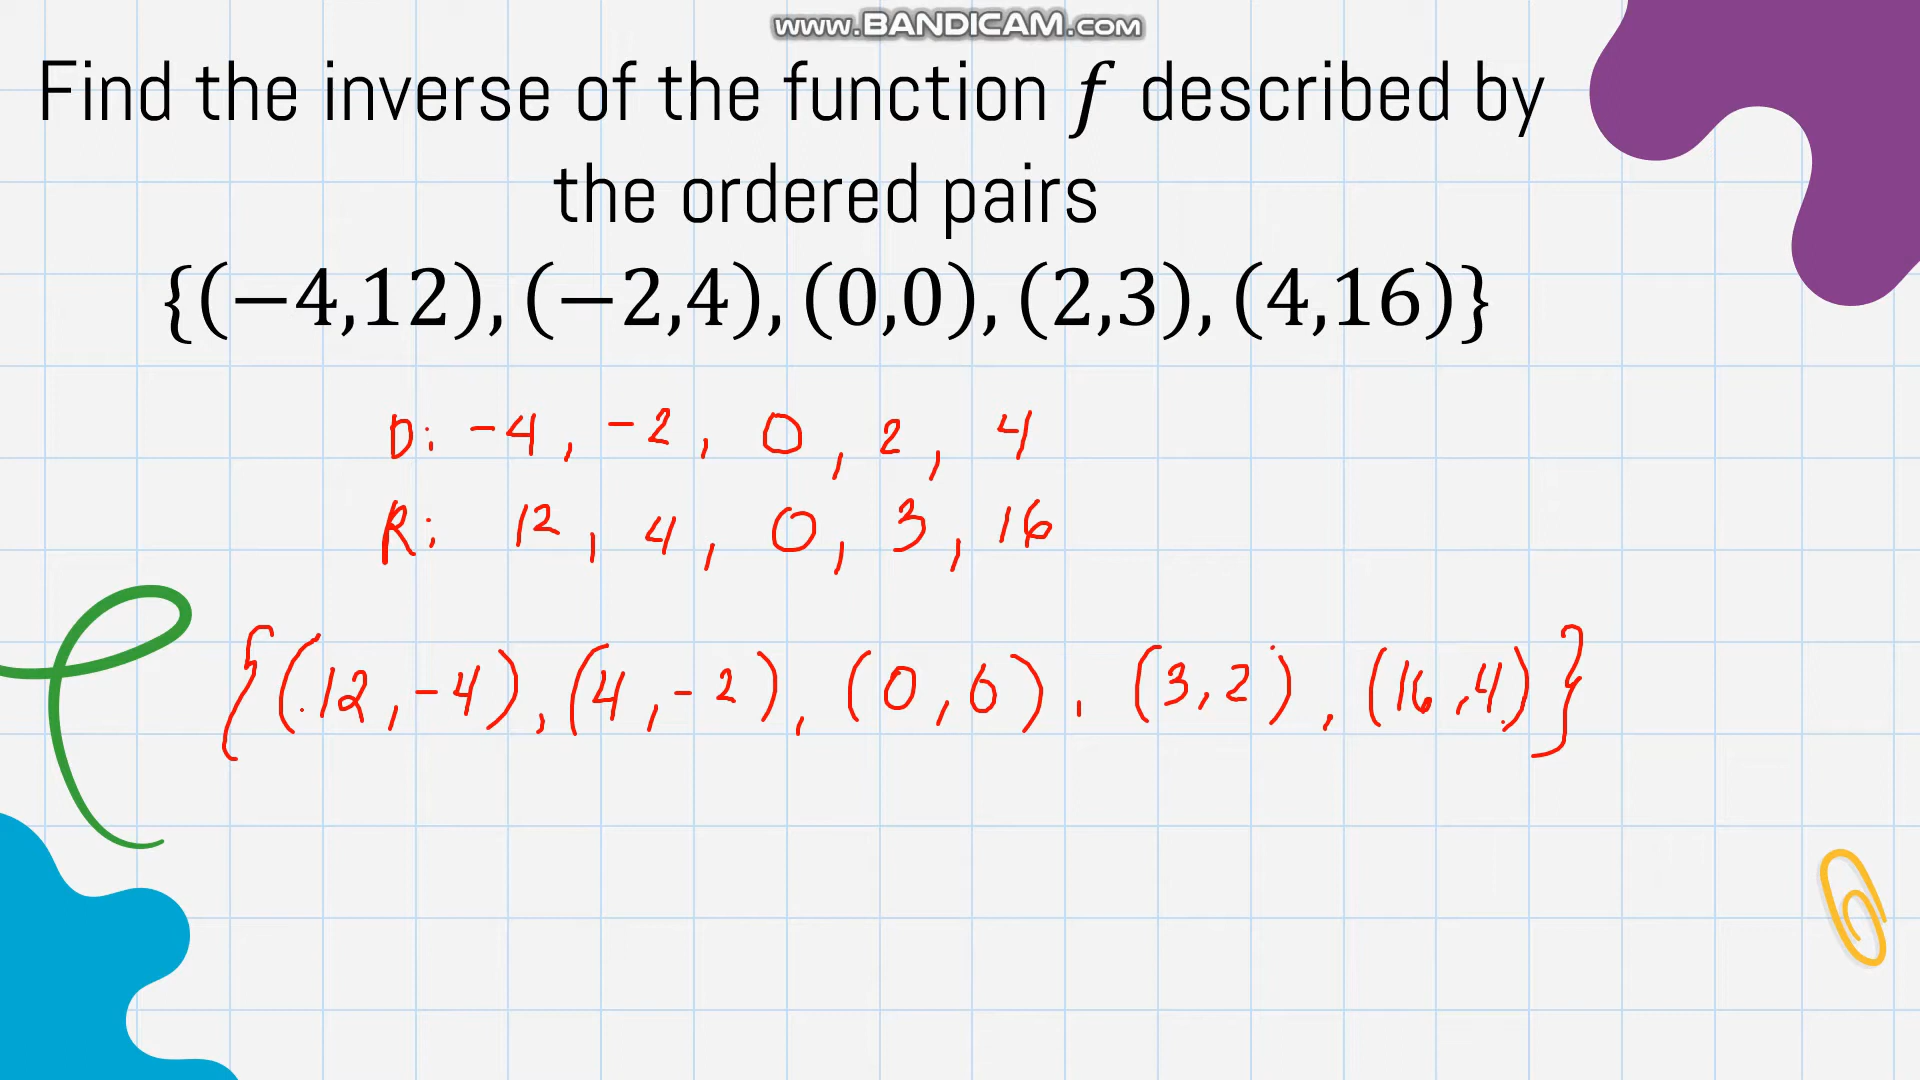 www.BANDICAM.com
Find the inverse of the function f described by
the ordered pairs
{(−4,12), (−2,4), (0,0), (2,3), (4,16)}
D: -4, -2, 0, 2, 4
R: 12, 4, 0, 3, 16
{(12, -4), (4, -2), (0, 0), (3, 2), (16, 4)}